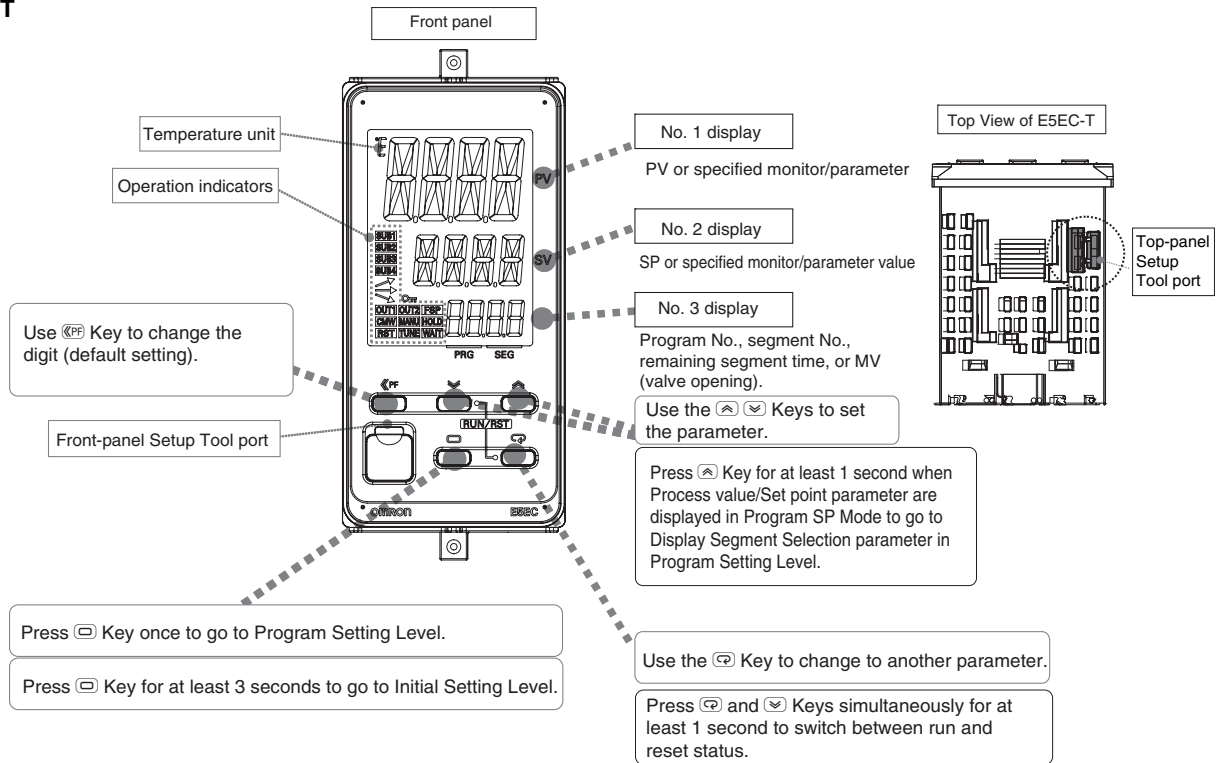 T
Front panel
Temperature unit
Operation indicators
°F
PV
SUB1
SUB2
SUB3
SUB4
SV
OUT1 OUT2 FSP
CMW MANU HOLD
RST TUNE WAIT
PRG SEG
PF
RUN/RST
OMRON E5EC
No. 1 display
PV or specified monitor/parameter
No. 2 display
SP or specified monitor/parameter value
No. 3 display
Program No., segment No.,
remaining segment time, or MV
(valve opening).
Top View of E5EC-T
Top-panel
Setup
Tool port
Use PF Key to change the
digit (default setting).
Front-panel Setup Tool port
Use the Keys to set
the parameter.
Press Key for at least 1 second when
Process value/Set point parameter are
displayed in Program SP Mode to go to
Display Segment Selection parameter in
Program Setting Level.
Press Key once to go to Program Setting Level.
Press Key for at least 3 seconds to go to Initial Setting Level.
Use the Key to change to another parameter.
Press and Keys simultaneously for at
least 1 second to switch between run and
reset status.